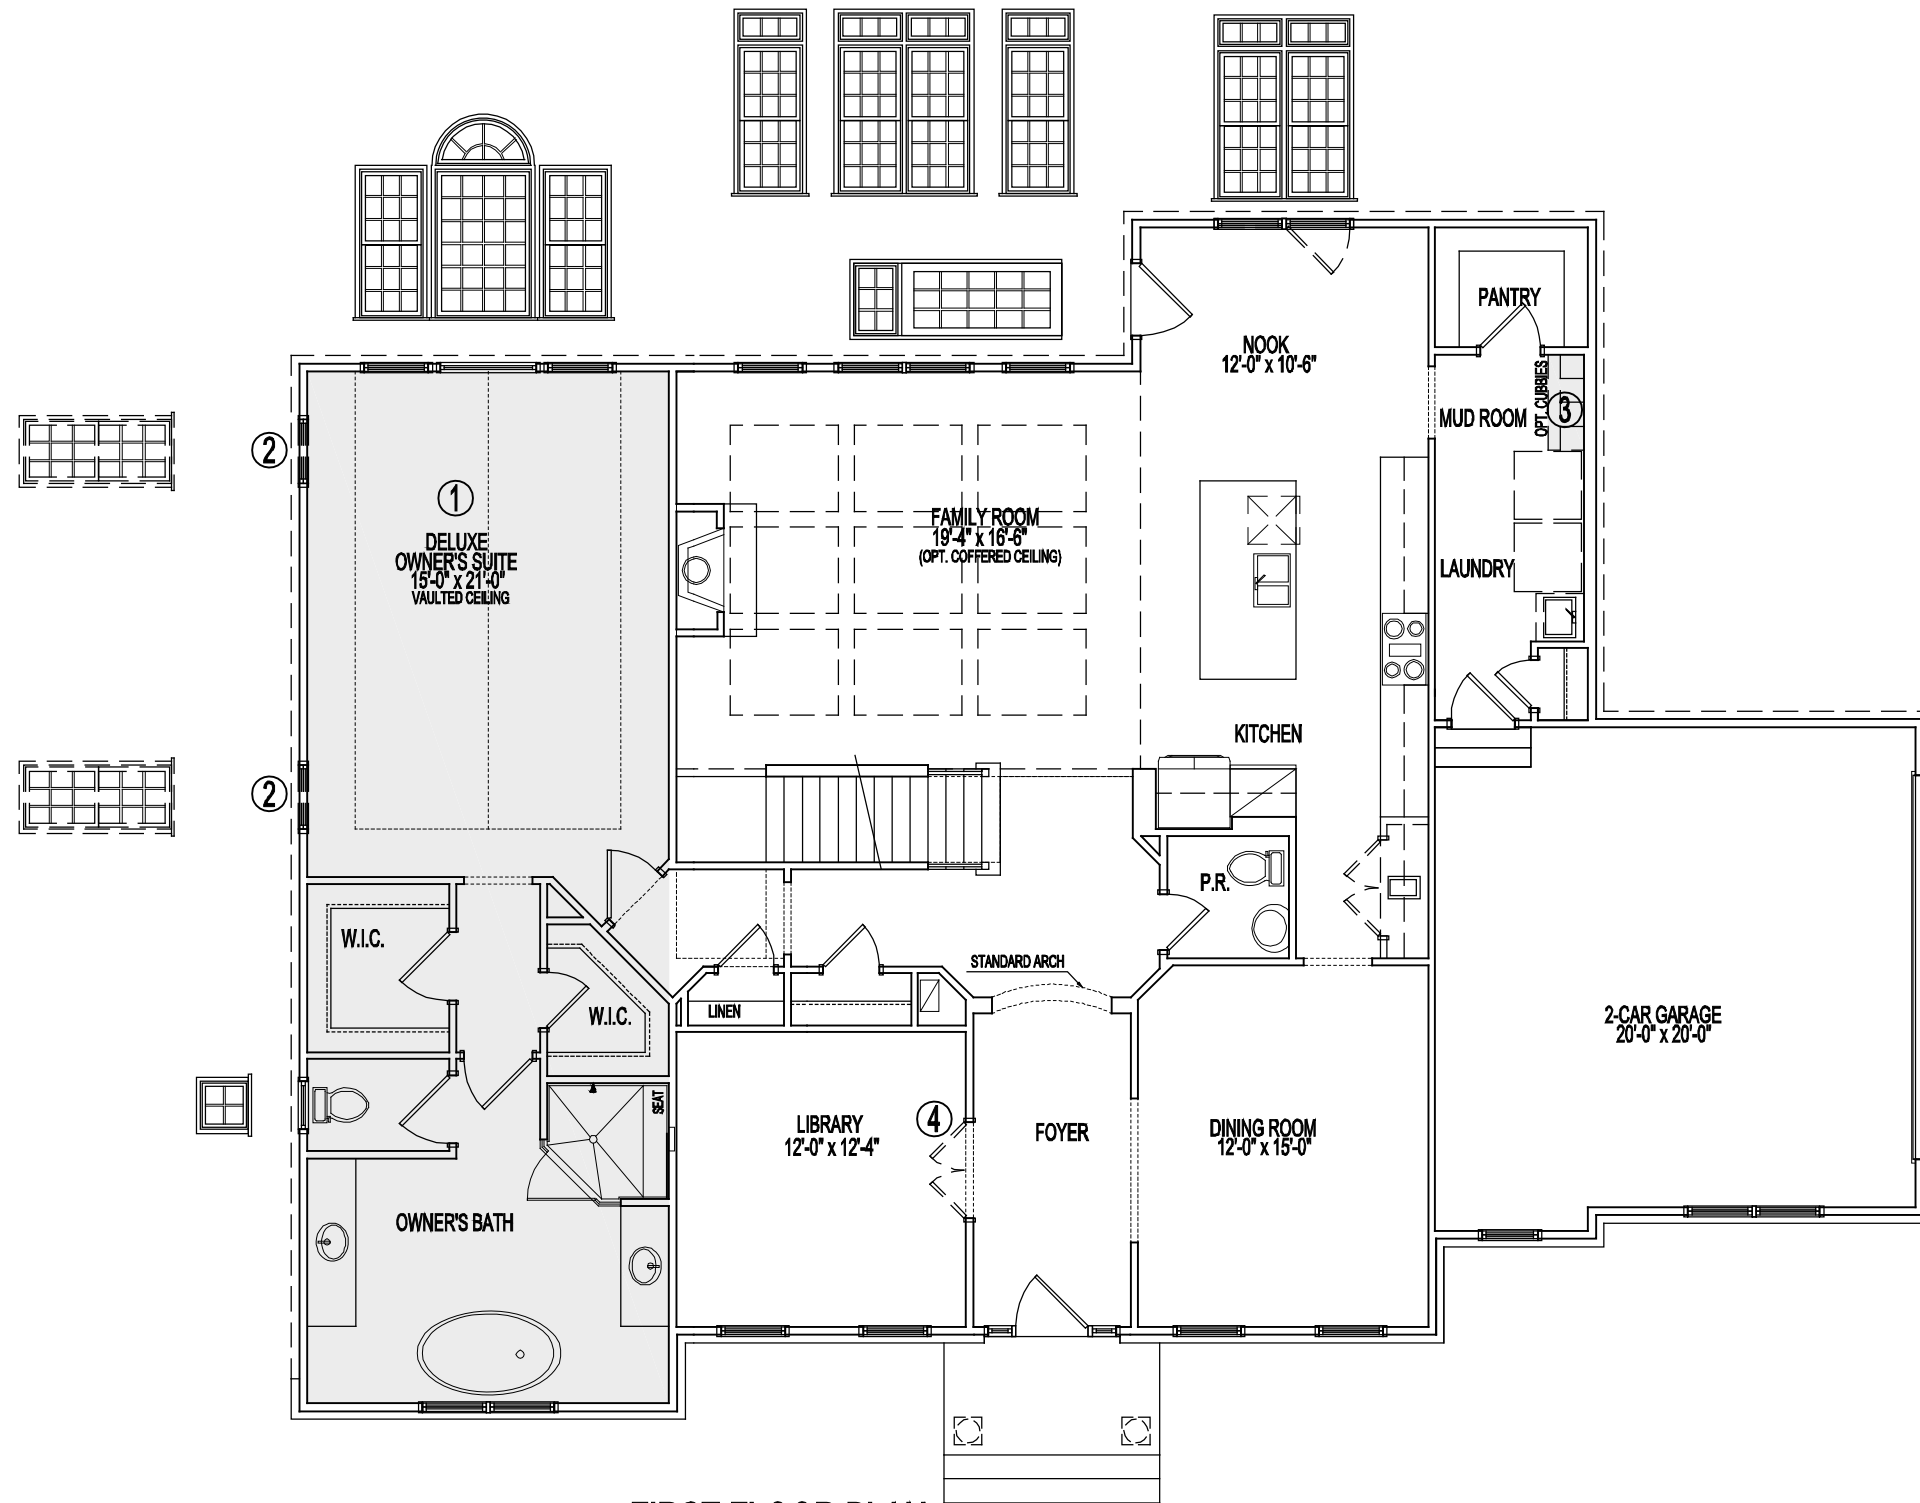 PANTRY
NOOK
12'-0" x 10'-6"
OPT. CUBBIES
3
MUD ROOM
2
1
DELUXE
OWNER'S SUITE
15'-0" x 21'-0"
VAULTED CEILING
FAMILY ROOM
19'-4" x 16'-6"
(OPT. COFFERED CEILING)
LAUNDRY
KITCHEN
2
P.R.
W.I.C.
STANDARD ARCH
W.I.C.
LINEN
2-CAR GARAGE
20'-0" x 20'-0"
SEAT
LIBRARY
12'-0" x 12'-4"
4
FOYER
DINING ROOM
12'-0" x 15'-0"
OWNER'S BATH
FIRST FLOOR PLAN